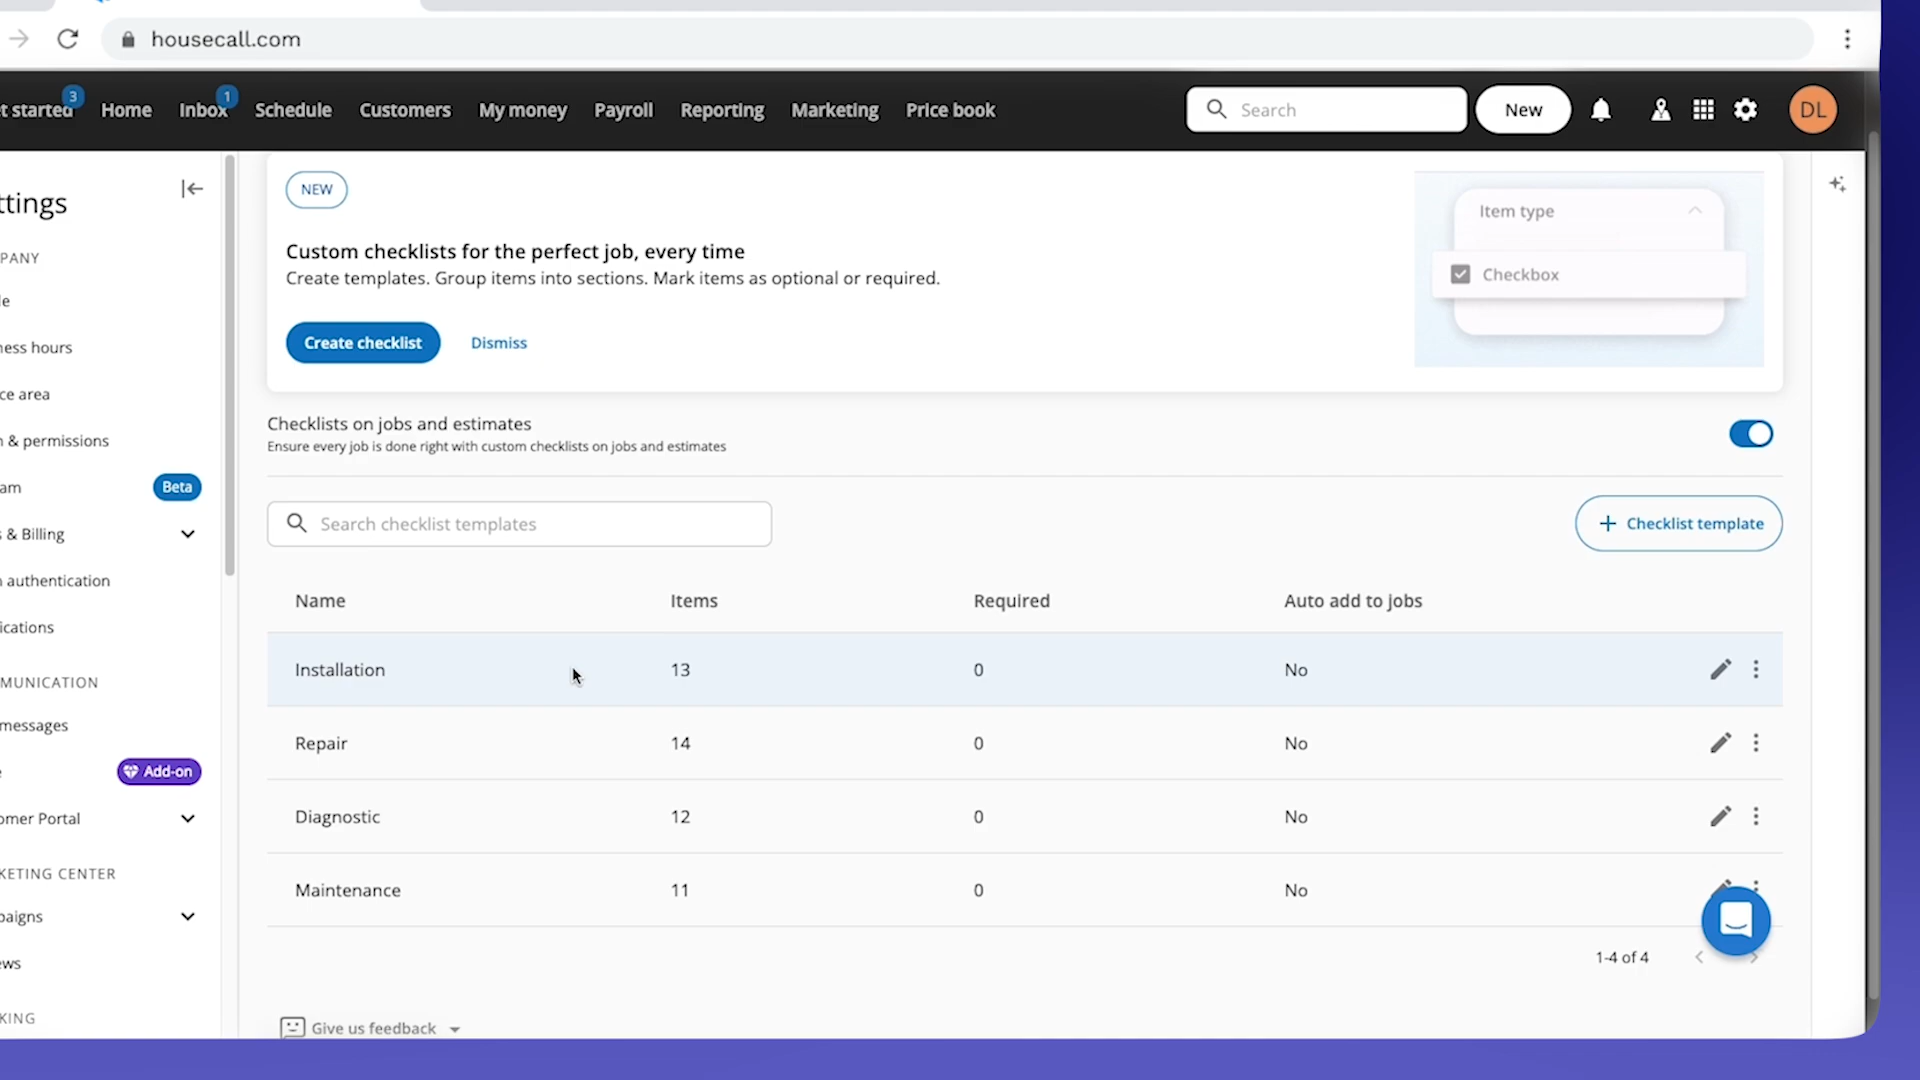 housecall.com
t started 3 Home Inbox 1 Schedule Customers My money Payroll Reporting Marketing Price book Search New DL
ttings
PANY
le
ness hours
ce area
n & permissions
am Beta
s & Billing
n authentication
ications
MUNICATION
messages
e Add-on
omer Portal
KETING CENTER
paigns
ews
KING
NEW
Custom checklists for the perfect job, every time
Create templates. Group items into sections. Mark items as optional or required.
Create checklist Dismiss
Item type
Checkbox
Checklists on jobs and estimates
Ensure every job is done right with custom checklists on jobs and estimates
Search checklist templates
+ Checklist template
Name Items Required Auto add to jobs
Installation 13 0 No
Repair 14 0 No
Diagnostic 12 0 No
Maintenance 11 0 No
1-4 of 4
Give us feedback